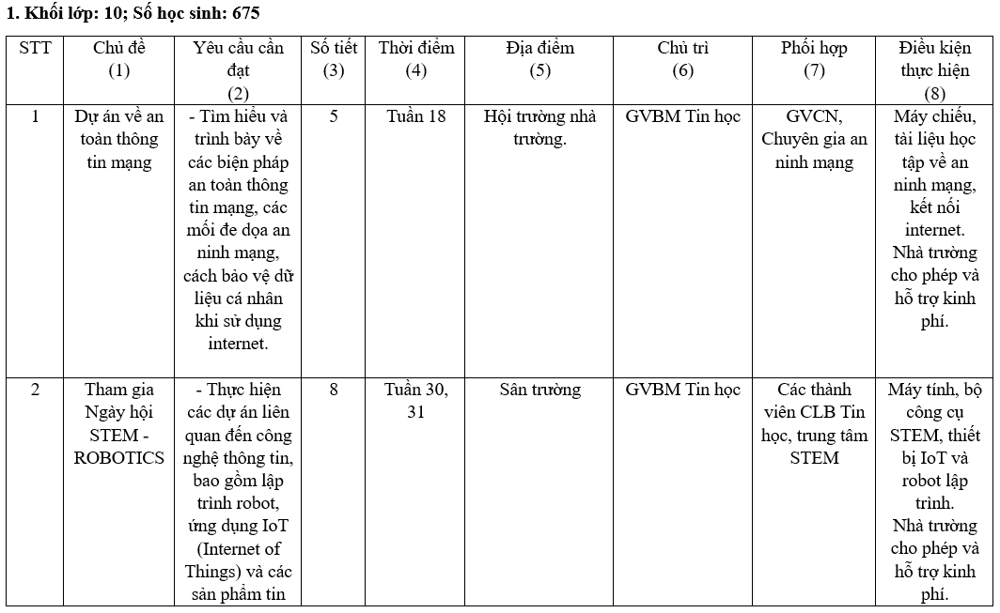 1. Khối lớp: 10; Số học sinh: 675
STT
Chủ đề
(1)
Yêu cầu cần
đạt
(2)
Số tiết
(3)
Thời điểm
(4)
Địa điểm
(5)
Chủ trì
(6)
Phối hợp
(7)
Điều kiện
thực hiện
(8)
1
Dự án về an
toàn thông
tin mạng
- Tìm hiểu và
trình bày về
các biện pháp
an toàn thông
tin mạng, các
mối đe dọa an
ninh mạng,
cách bảo vệ dữ
liệu cá nhân
khi sử dụng
internet.
5
Tuần 18
Hội trường nhà
trường.
GVBM Tin học
GVCN,
Chuyên gia an
ninh mạng
Máy chiếu,
tài liệu học
tập về an
ninh mạng,
kết nối
internet.
Nhà trường
cho phép và
hỗ trợ kinh
phí.
2
Tham gia
Ngày hội
STEM -
ROBOTICS
- Thực hiện
các dự án liên
quan đến công
nghệ thông tin,
bao gồm lập
trình robot,
ứng dụng IoT
(Internet of
Things) và các
sản phẩm tin
8
Tuần 30,
31
Sân trường
GVBM Tin học
Các thành
viên CLB Tin
học, trung tâm
STEM
Máy tính, bộ
công cụ
STEM, thiết
bị IoT và
robot lập
trình.
Nhà trường
cho phép và
hỗ trợ kinh
phí.